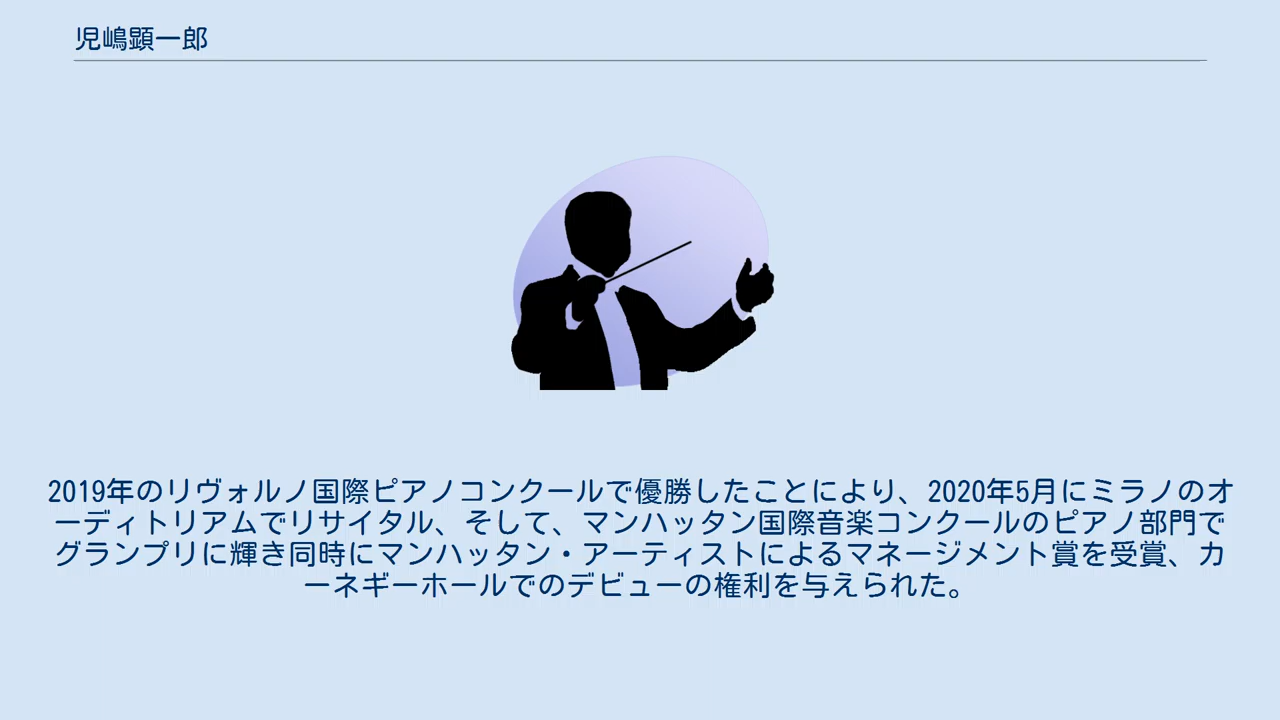 児嶋顕一郎
2019年のリヴォルノ国際ピアノコンクールで優勝したことにより、2020年5月にミラノのオ
ーディトリアムでリサイタル、そして、マンハッタン国際音楽コンクールのピアノ部門で
グランプリに輝き同時にマンハッタン・アーティストによるマネージメント賞を受賞、カ
ーネギーホールでのデビューの権利を与えられた。